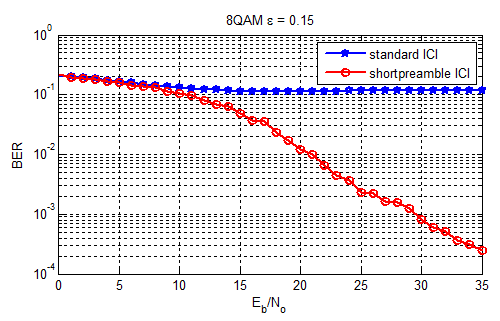 8QAM ε = 0.15
10^0
10^-1
10^-2
10^-3
10^-4
BER
standard ICI
shortpreamble ICI
0 5 10 15 20 25 30 35
E_b/N_o